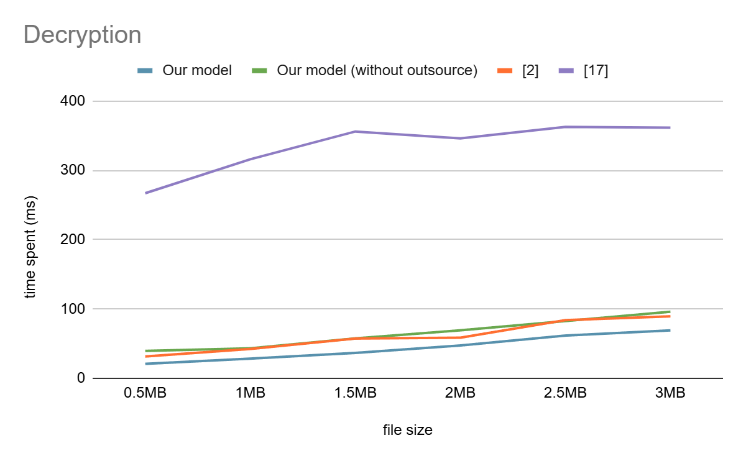 Decryption
Our model Our model (without outsource) [2] [17]
400
300
200
100
0
time spent (ms)
0.5MB 1MB 1.5MB 2MB 2.5MB 3MB
file size